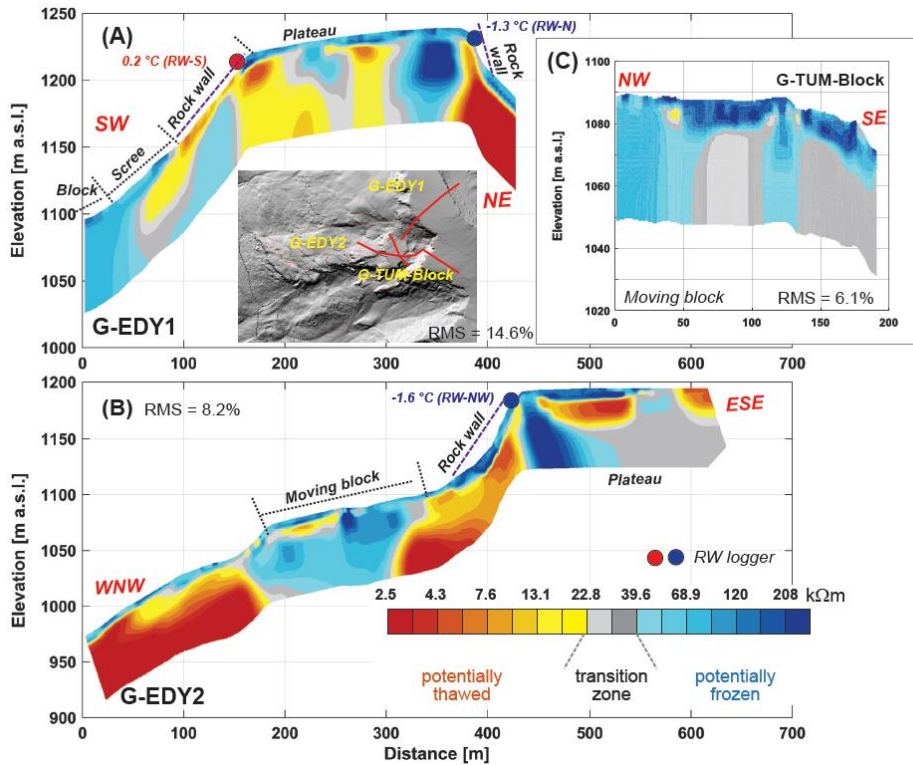 (A)
1250
1200
1150
1100
1050
1000
Elevation [m a.s.l.]
0.2 °C (RW-S)
Plateau
-1.3 °C (RW-N)
Rock wall
Rock wall
SW
Scree
Block
NE
G-EDY1
RMS = 14.6%
G-EDY1
G-EDY2
G-TUM-Block
0 100 200 300 400 500 600 700
(C)
G-TUM-Block
NW
SE
1100
1080
1060
1040
1020
Elevation [m a.s.l.]
Moving block
RMS = 6.1%
0 50 100 150 200
(B)
RMS = 8.2%
1200
1150
1100
1050
1000
950
900
Elevation [m a.s.l.]
-1.6 °C (RW-NW)
ESE
Rock wall
Moving block
Plateau
WNW
RW logger
2.5 4.3 7.6 13.1 22.8 39.6 68.9 120 208 kΩm
potentially thawed
transition zone
potentially frozen
G-EDY2
0 100 200 300 400 500 600 700
Distance [m]